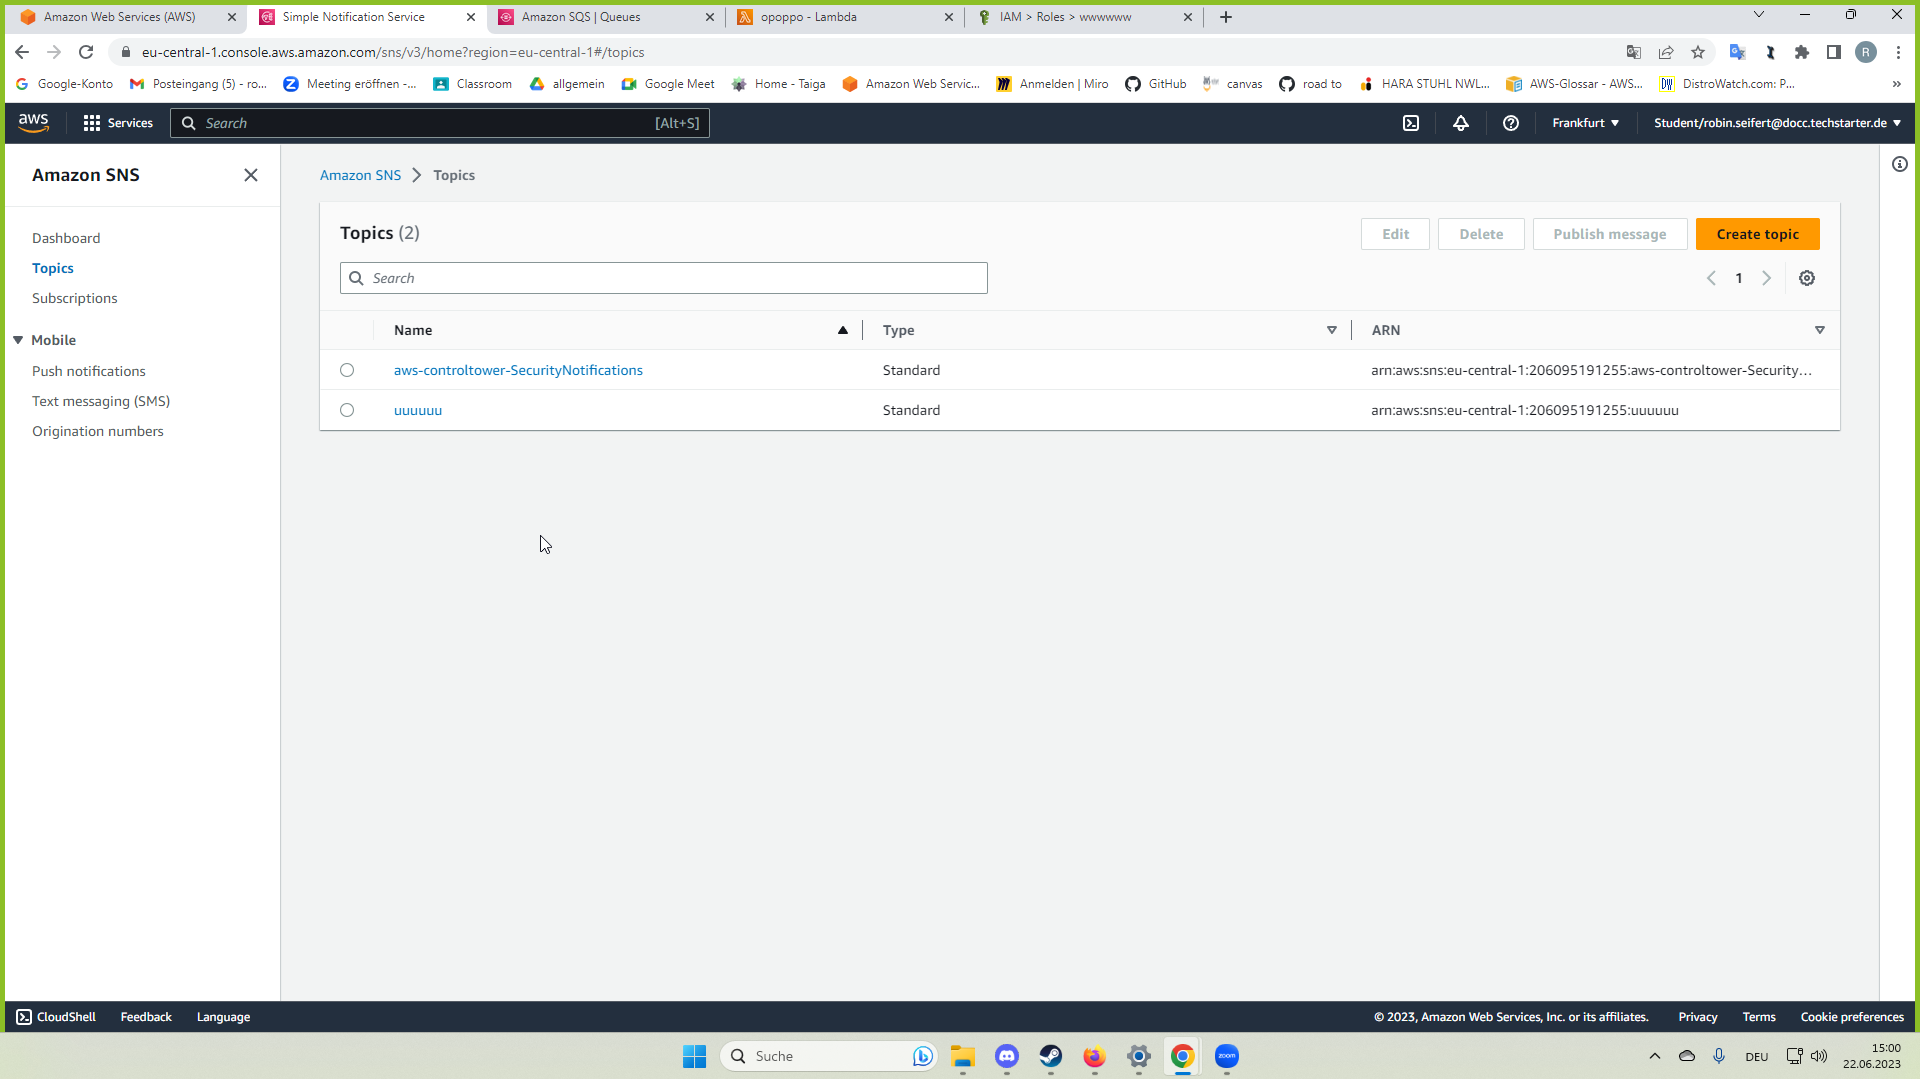 Amazon Web Services (AWS)
Simple Notification Service
Amazon SQS | Queues
opoppo - Lambda
IAM > Roles > wwwwww
eu-central-1.console.aws.amazon.com/sns/v3/home?region=eu-central-1#/topics
R
Google-Konto
Posteingang (5) - ro...
Meeting eröffnen -...
Classroom
allgemein
Google Meet
Home - Taiga
Amazon Web Servic...
Anmelden | Miro
GitHub
canvas
road to
HARA STUHL NWL...
AWS-Glossar - AWS...
DistroWatch.com: P...
»
aws
Services
Search
[Alt+S]
Frankfurt
Student/robin.seifert@docc.techstarter.de
Amazon SNS
Dashboard
Topics
Subscriptions
Mobile
Push notifications
Text messaging (SMS)
Origination numbers
Amazon SNS > Topics
Topics (2)
Edit
Delete
Publish message
Create topic
Search
1
Name
Type
ARN
aws-controltower-SecurityNotifications
Standard
arn:aws:sns:eu-central-1:206095191255:aws-controltower-Security...
uuuuuu
Standard
arn:aws:sns:eu-central-1:206095191255:uuuuuu
CloudShell
Feedback
Language
© 2023, Amazon Web Services, Inc. or its affiliates.
Privacy
Terms
Cookie preferences
Suche
zoom
DEU
15:00
22.06.2023